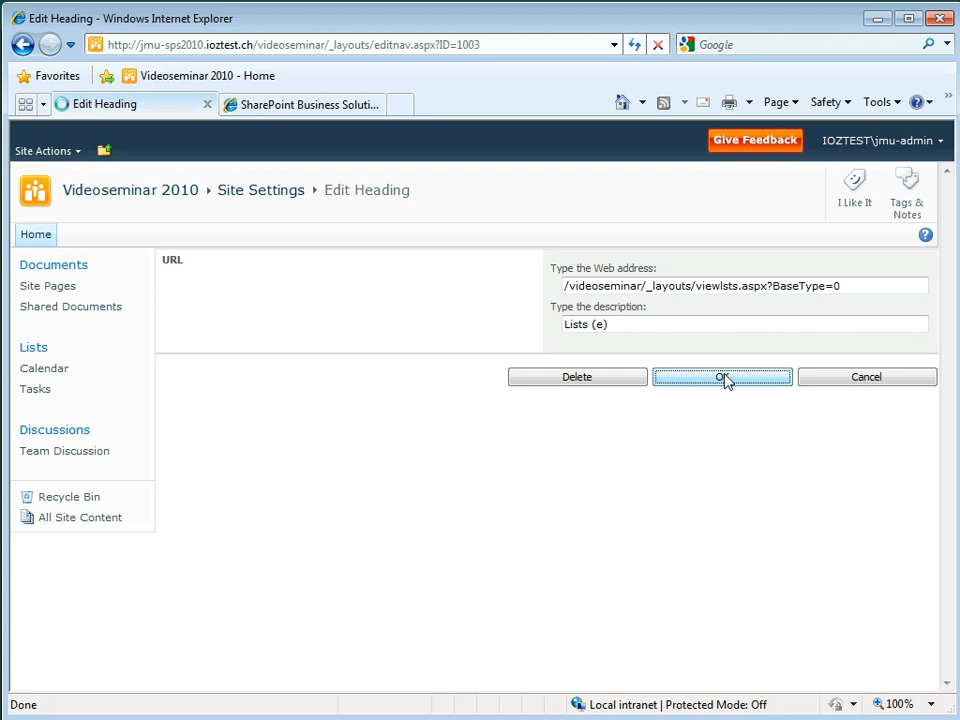 Edit Heading - Windows Internet Explorer
http://jmu-sps2010.ioztest.ch/videoseminar/_layouts/editnav.aspx?ID=1003
Google
Favorites
Videoseminar 2010 - Home
Edit Heading
SharePoint Business Soluti...
Page
Safety
Tools
»
Site Actions
Give Feedback
IOZTEST\jmu-admin
Videoseminar 2010
Site Settings
Edit Heading
I Like It
Tags &
Notes
Home
Documents
Site Pages
Shared Documents
Lists
Calendar
Tasks
Discussions
Team Discussion
Recycle Bin
All Site Content
URL
Type the Web address:
/videoseminar/_layouts/viewlsts.aspx?BaseType=0
Type the description:
Lists (e)
Delete
OK
Cancel
Done
Local intranet | Protected Mode: Off
100%